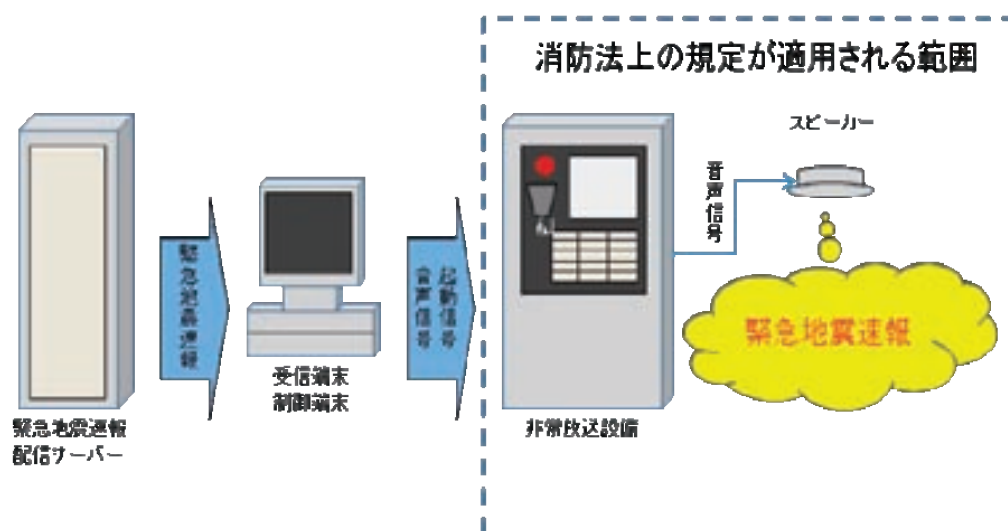 消防法上の規定が適用される範囲
スピーカー
音声信号
緊急地震速報
起動信号
音声信号
緊急地震速報
受信端末
制御端末
緊急地震速報
配信サーバー
非常放送設備